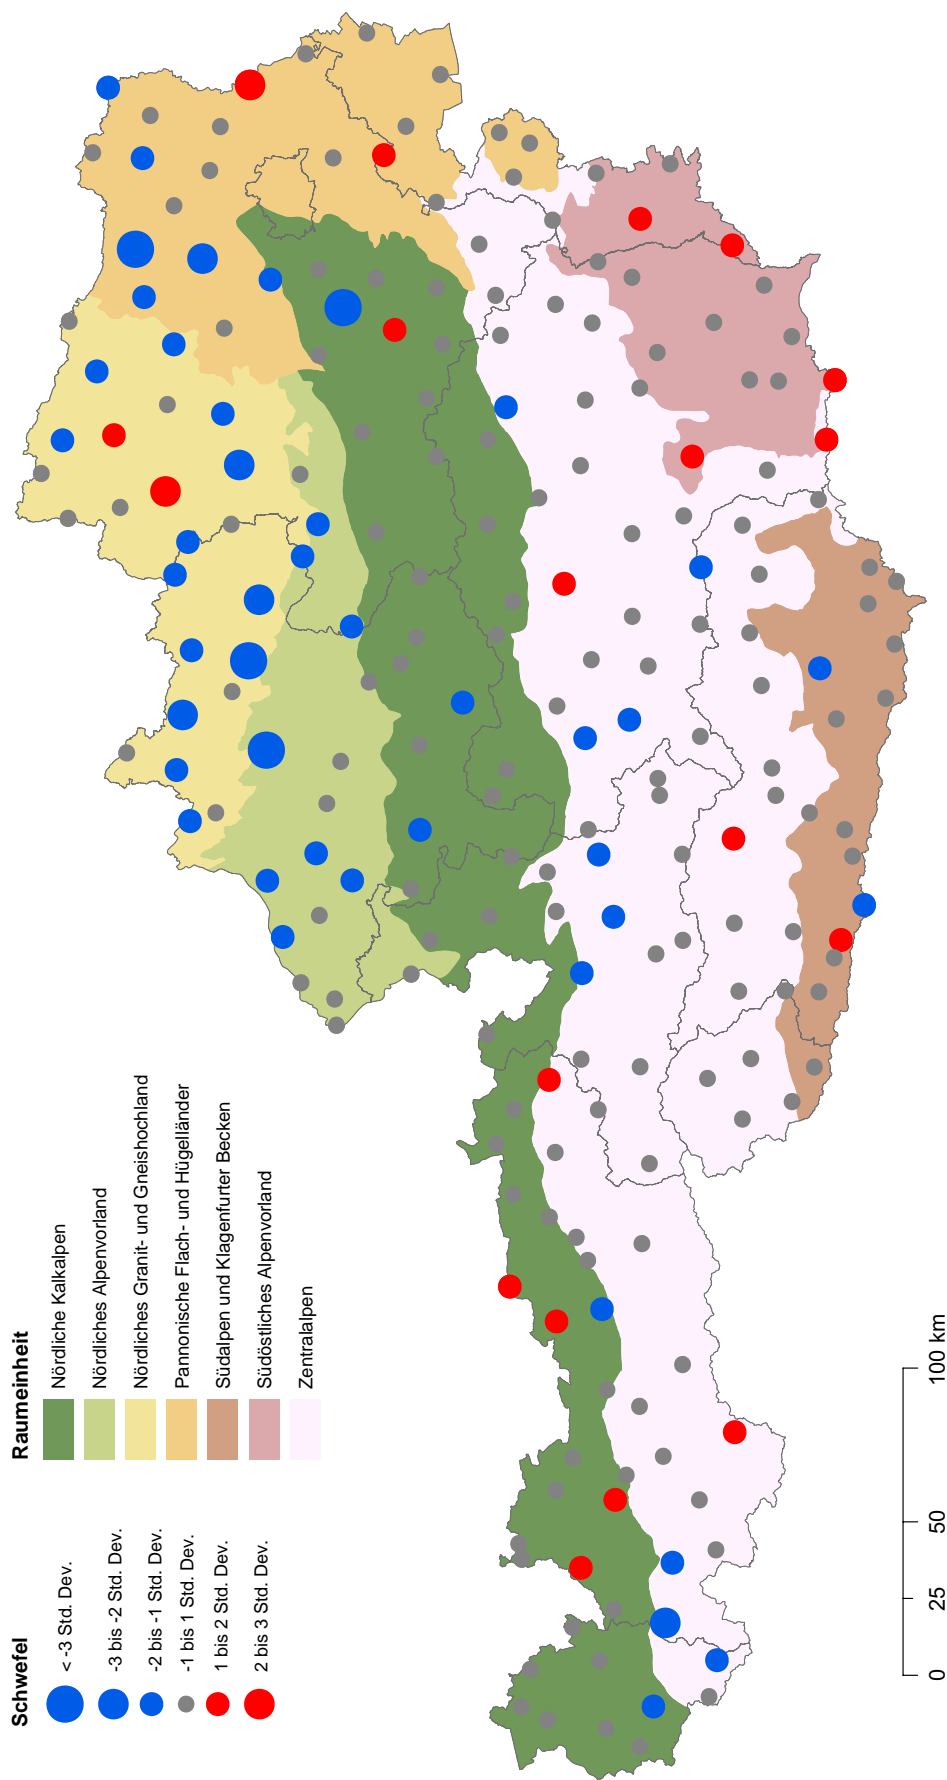 Schwefel
< -3 Std. Dev.
-3 bis -2 Std. Dev.
-2 bis -1 Std. Dev.
-1 bis 1 Std. Dev.
1 bis 2 Std. Dev.
2 bis 3 Std. Dev.
Raumeinheit
Nördliche Kalkalpen
Nördliches Alpenvorland
Nördliches Granit- und Gneishochland
Pannonische Flach- und Hügelländer
Südalpen und Klagenfurter Becken
Südöstliches Alpenvorland
Zentralalpen
0 25 50 100 km